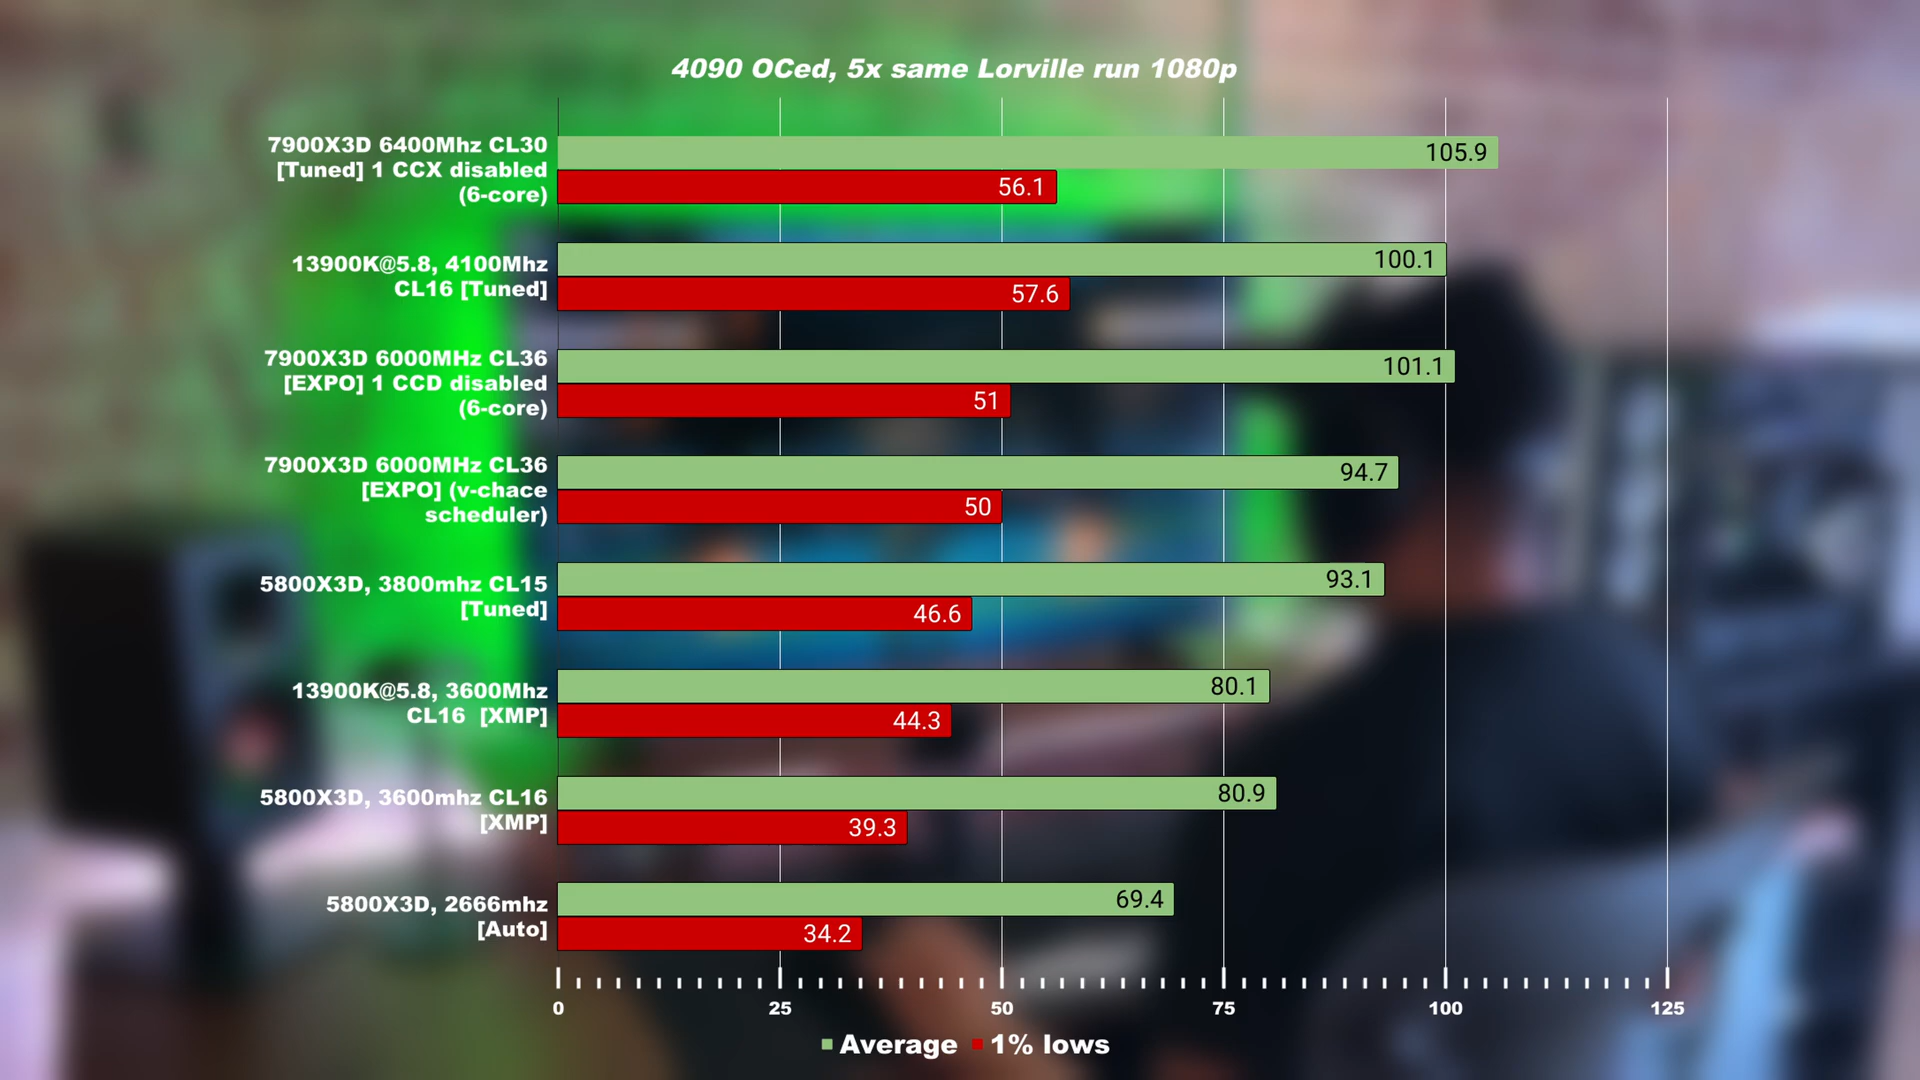 4090 OCed, 5x same Lorville run 1080p
7900X3D 6400Mhz CL30
[Tuned] 1 CCX disabled
(6-core)
105.9
56.1
13900K@5.8, 4100Mhz
CL16 [Tuned]
100.1
57.6
7900X3D 6000MHz CL36
[EXPO] 1 CCD disabled
(6-core)
101.1
51
7900X3D 6000MHz CL36
[EXPO] (v-chace
scheduler)
94.7
50
5800X3D, 3800mhz CL15
[Tuned]
93.1
46.6
13900K@5.8, 3600Mhz
CL16 [XMP]
80.1
44.3
5800X3D, 3600mhz CL16
[XMP]
80.9
39.3
5800X3D, 2666mhz
[Auto]
69.4
34.2
0 25 50 75 100 125
Average 1% lows